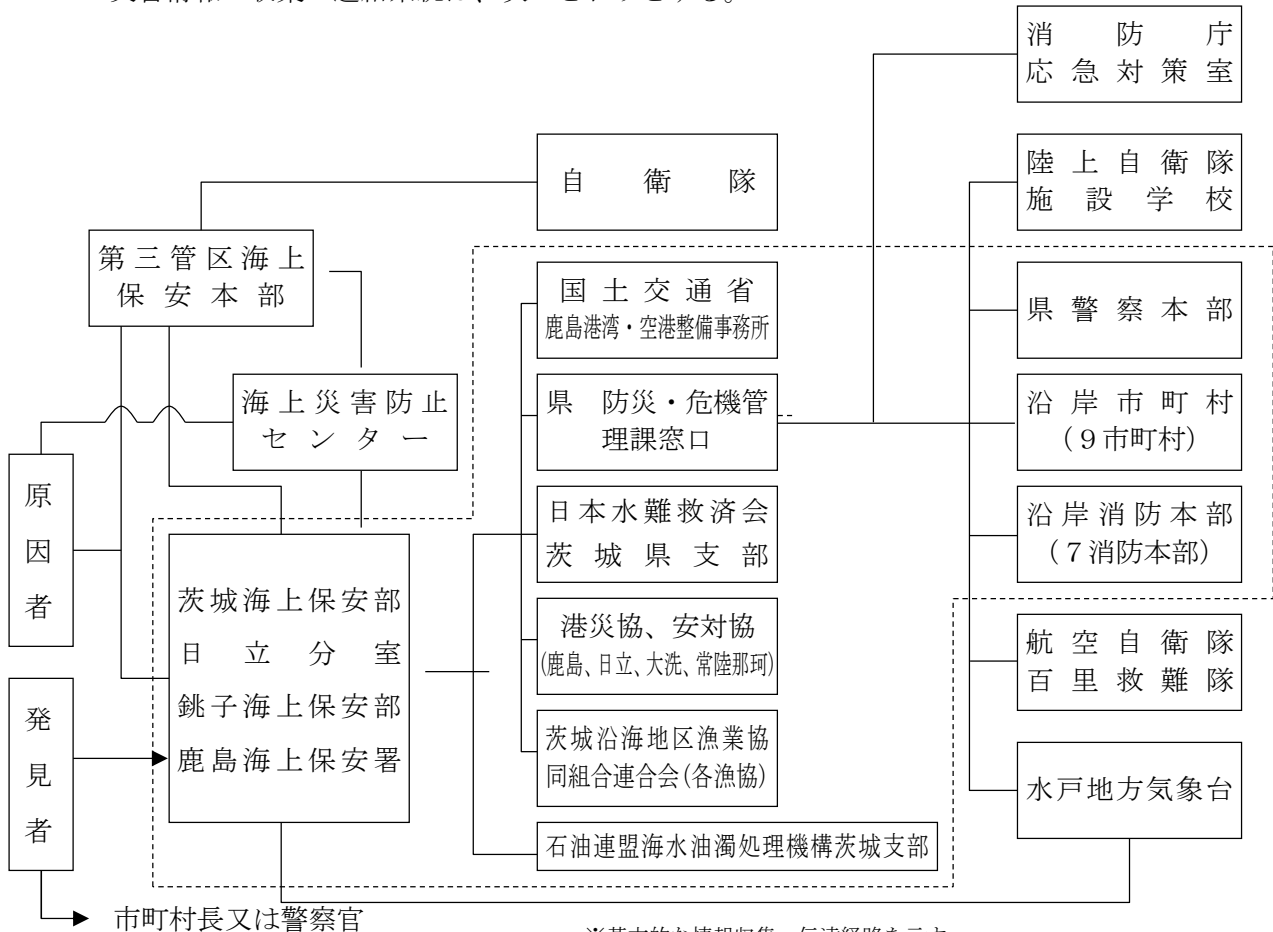 消防庁
応急対策室
陸上自衛隊
施設学校
自衛隊
第三管区海上
保安本部
国土交通省
鹿島港湾・空港整備事務所
県警察本部
海上災害防止
センター
県 防災・危機管
理課窓口
沿岸市町村
(９市町村)
原因者
日本水難救済会
茨城県支部
沿岸消防本部
(７消防本部)
茨城海上保安部
日立分室
銚子海上保安部
鹿島海上保安署
港災協、安対協
(鹿島、日立、大洗、常陸那珂)
航空自衛隊
百里救難隊
発見者
茨城沿海地区漁業協
同組合連合会(各漁協)
水戸地方気象台
石油連盟海水油濁処理機構茨城支部
市町村長又は警察官